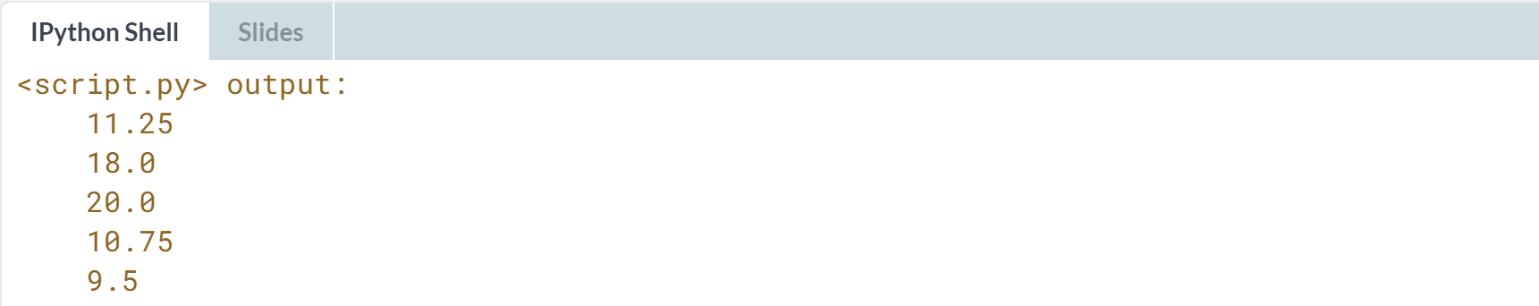 IPython Shell Slides
<script.py> output:
11.25
18.0
20.0
10.75
9.5